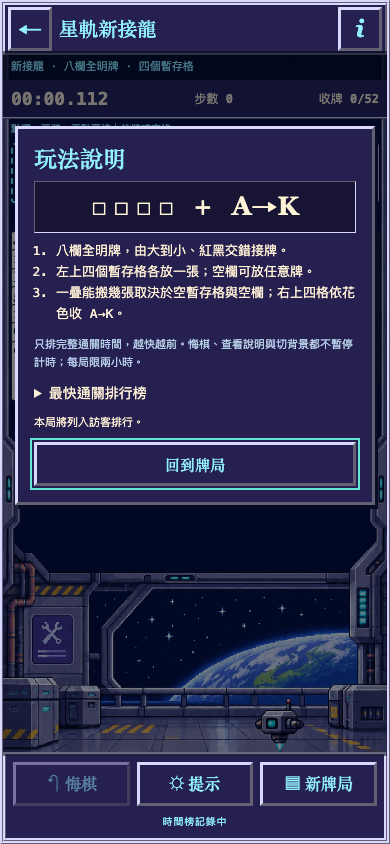 星軌新接龍
i
新接龍 · 八欄全明牌 · 四個暫存格
00:00.112 步數 0 收牌 0/52
玩法說明
□□□□ + A→K
1. 八欄全明牌，由大到小、紅黑交錯接牌。
2. 左上四個暫存格各放一張；空欄可放任意牌。
3. 一疊能搬幾張取決於空暫存格與空欄；右上四格依花
色收 A→K。
只排完整通關時間，越快越前。悔棋、查看說明與切背景都不暫停
計時；每局限兩小時。
▶ 最快通關排行榜
本局將列入訪客排行。
回到牌局
悔棋 提示 新牌局
時間榜記錄中